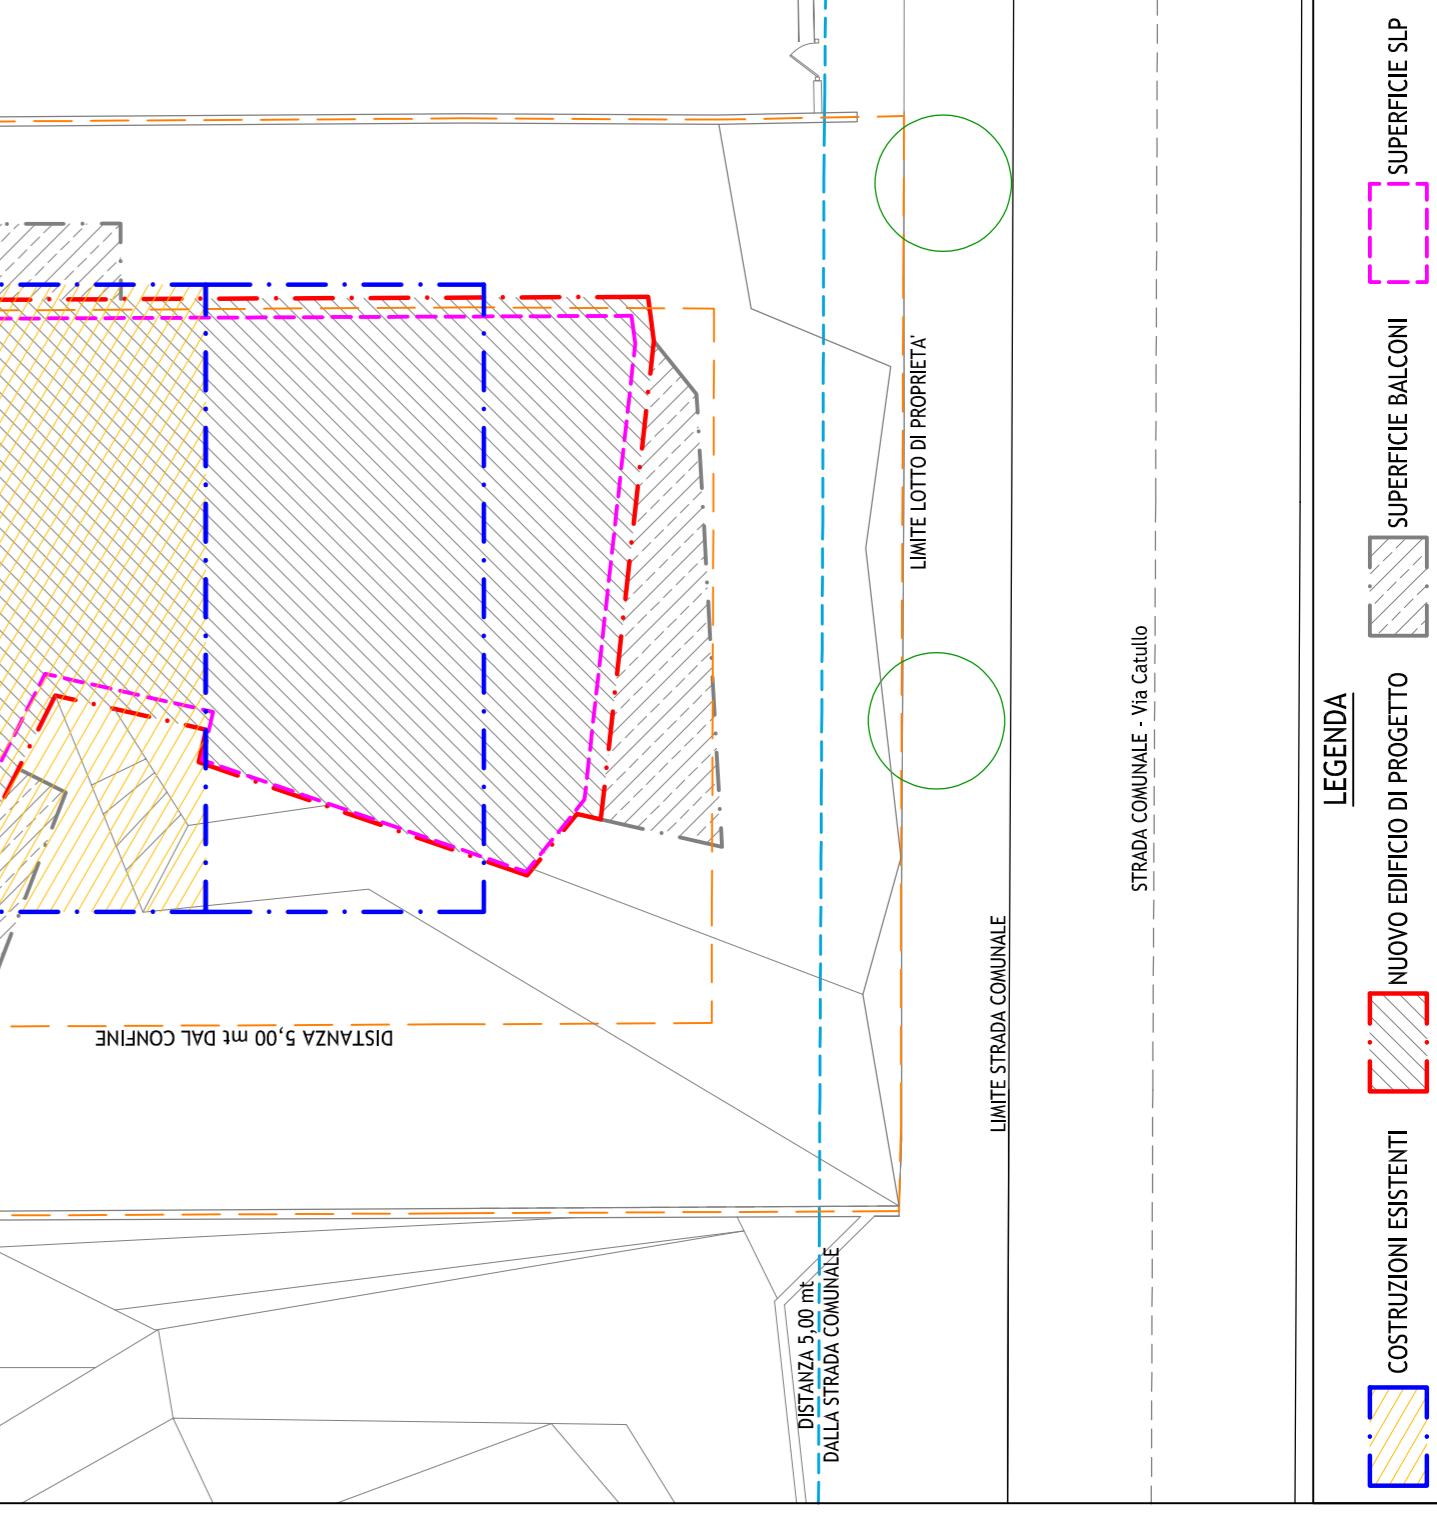 LIMITE LOTTO DI PROPRIETA'
DISTANZA 5,00 mt DAL CONFINE
LIMITE STRADA COMUNALE
STRADA COMUNALE - Via Catullo
DISTANZA 5,00 mt
DALLA STRADA COMUNALE
LEGENDA
COSTRUZIONI ESISTENTI
NUOVO EDIFICIO DI PROGETTO
SUPERFICIE BALCONI
SUPERFICIE SLP